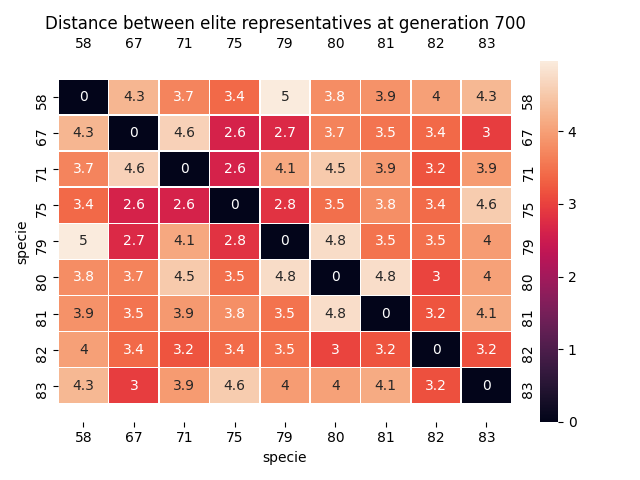 Distance between elite representatives at generation 700
58 67 71 75 79 80 81 82 83
58 0 4.3 3.7 3.4 5 3.8 3.9 4 4.3 58
67 4.3 0 4.6 2.6 2.7 3.7 3.5 3.4 3 67
71 3.7 4.6 0 2.6 4.1 4.5 3.9 3.2 3.9 71
75 3.4 2.6 2.6 0 2.8 3.5 3.8 3.4 4.6 75
79 5 2.7 4.1 2.8 0 4.8 3.5 3.5 4 79
80 3.8 3.7 4.5 3.5 4.8 0 4.8 3 4 80
81 3.9 3.5 3.9 3.8 3.5 4.8 0 3.2 4.1 81
82 4 3.4 3.2 3.4 3.5 3 3.2 0 3.2 82
83 4.3 3 3.9 4.6 4 4 4.1 3.2 0 83
58 67 71 75 79 80 81 82 83
specie
specie
4
3
2
1
0